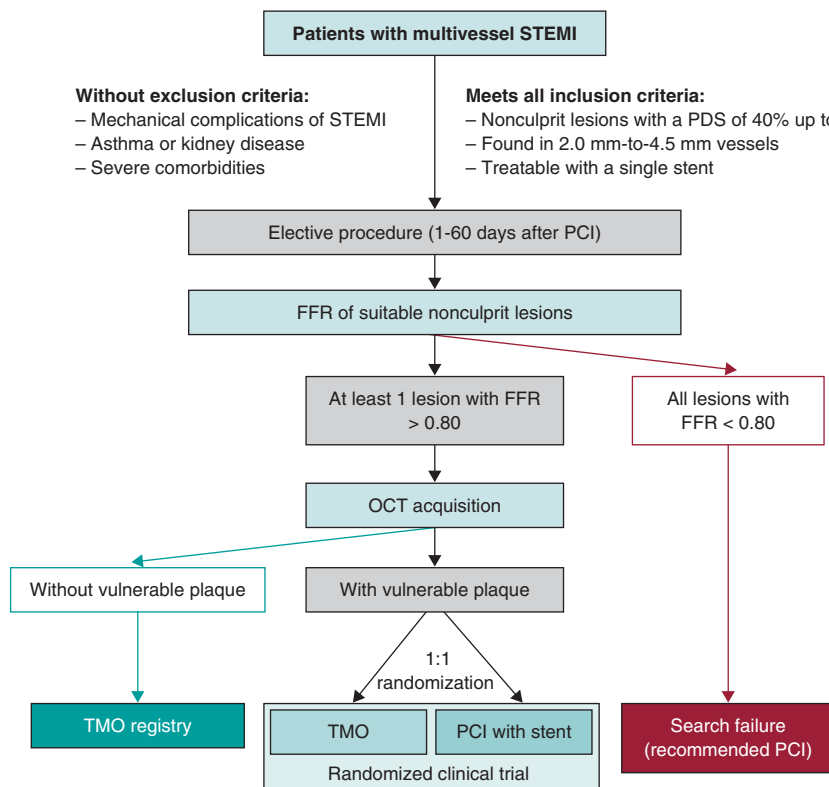 Patients with multivessel STEMI
Without exclusion criteria:
– Mechanical complications of STEMI
– Asthma or kidney disease
– Severe comorbidities
Meets all inclusion criteria:
– Nonculprit lesions with a PDS of 40% up to
– Found in 2.0 mm-to-4.5 mm vessels
– Treatable with a single stent
Elective procedure (1-60 days after PCI)
FFR of suitable nonculprit lesions
At least 1 lesion with FFR
> 0.80
All lesions with
FFR < 0.80
OCT acquisition
Without vulnerable plaque
With vulnerable plaque
1:1
randomization
TMO registry
TMO
PCI with stent
Randomized clinical trial
Search failure
(recommended PCI)